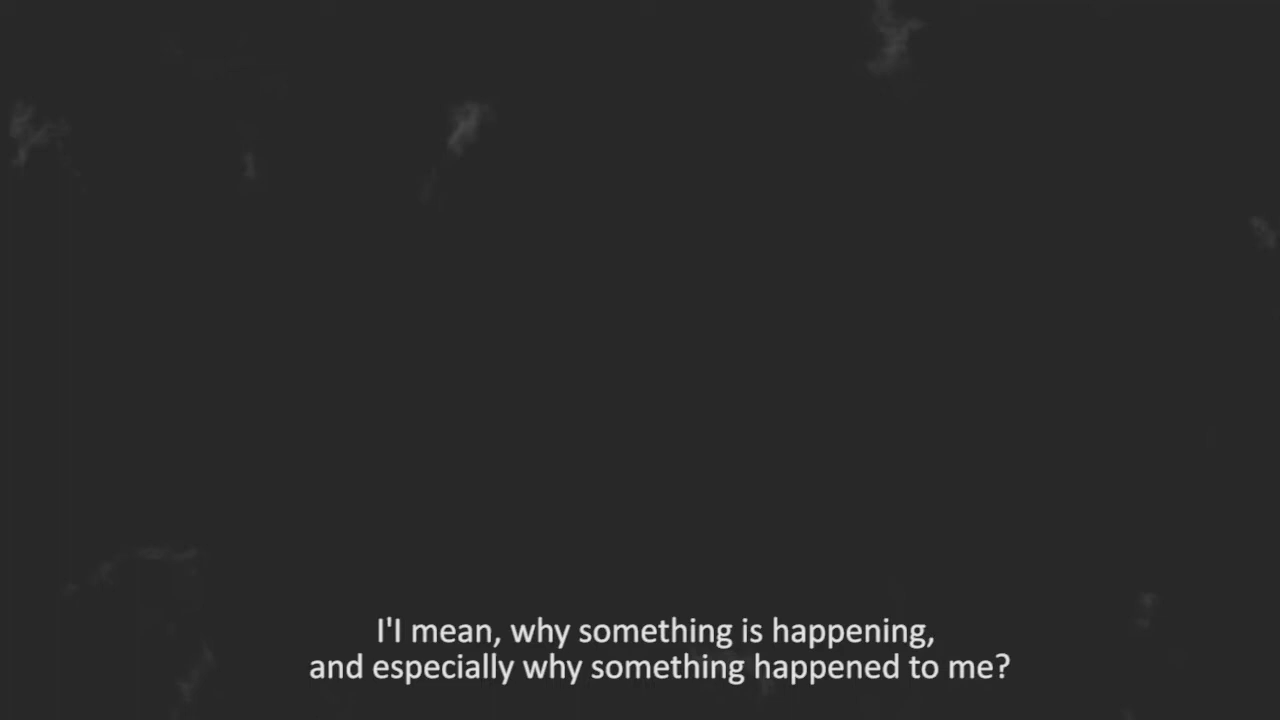 I'I mean, why something is happening,
and especially why something happened to me?